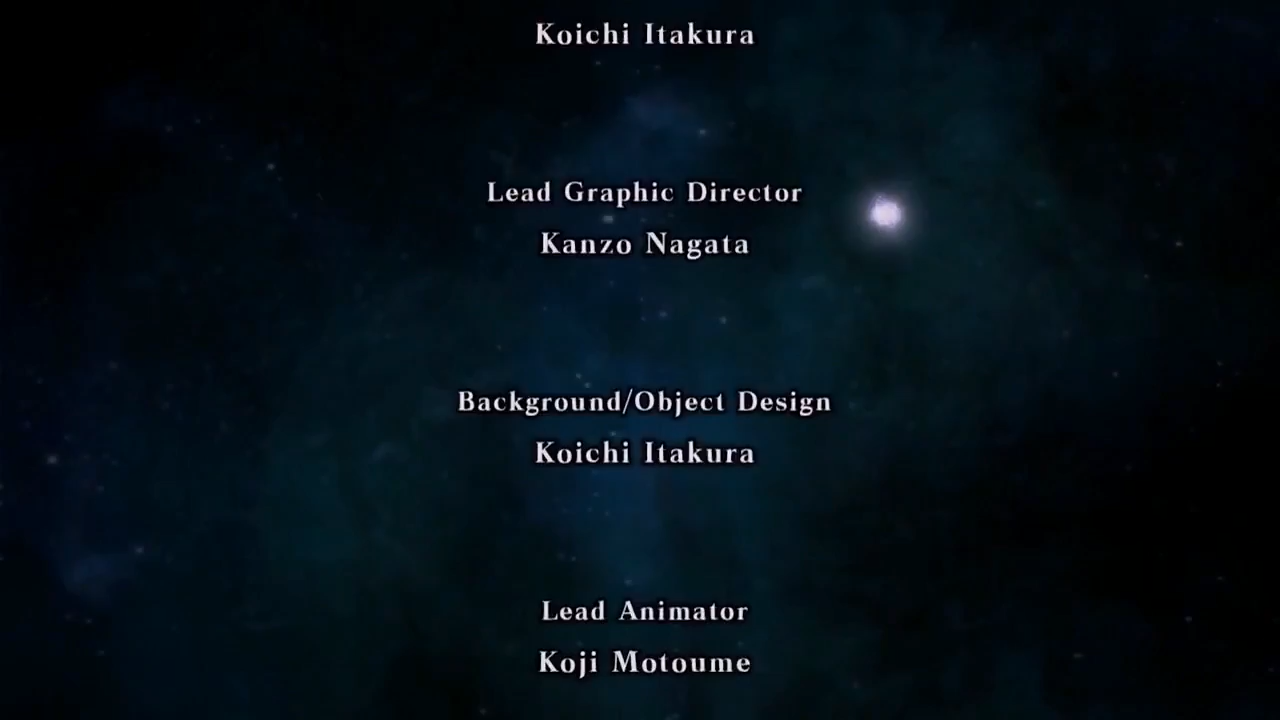 Koichi Itakura
Lead Graphic Director
Kanzo Nagata
Background/Object Design
Koichi Itakura
Lead Animator
Koji Motoume